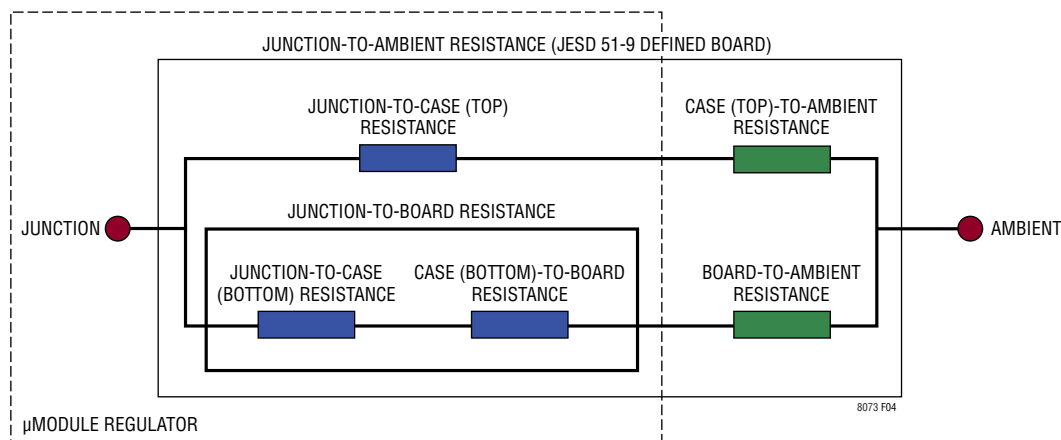 JUNCTION-TO-AMBIENT RESISTANCE (JESD 51-9 DEFINED BOARD)
JUNCTION-TO-CASE (TOP)
RESISTANCE
CASE (TOP)-TO-AMBIENT
RESISTANCE
JUNCTION-TO-BOARD RESISTANCE
JUNCTION
AMBIENT
JUNCTION-TO-CASE
(BOTTOM) RESISTANCE
CASE (BOTTOM)-TO-BOARD
RESISTANCE
BOARD-TO-AMBIENT
RESISTANCE
8073 F04
µMODULE REGULATOR